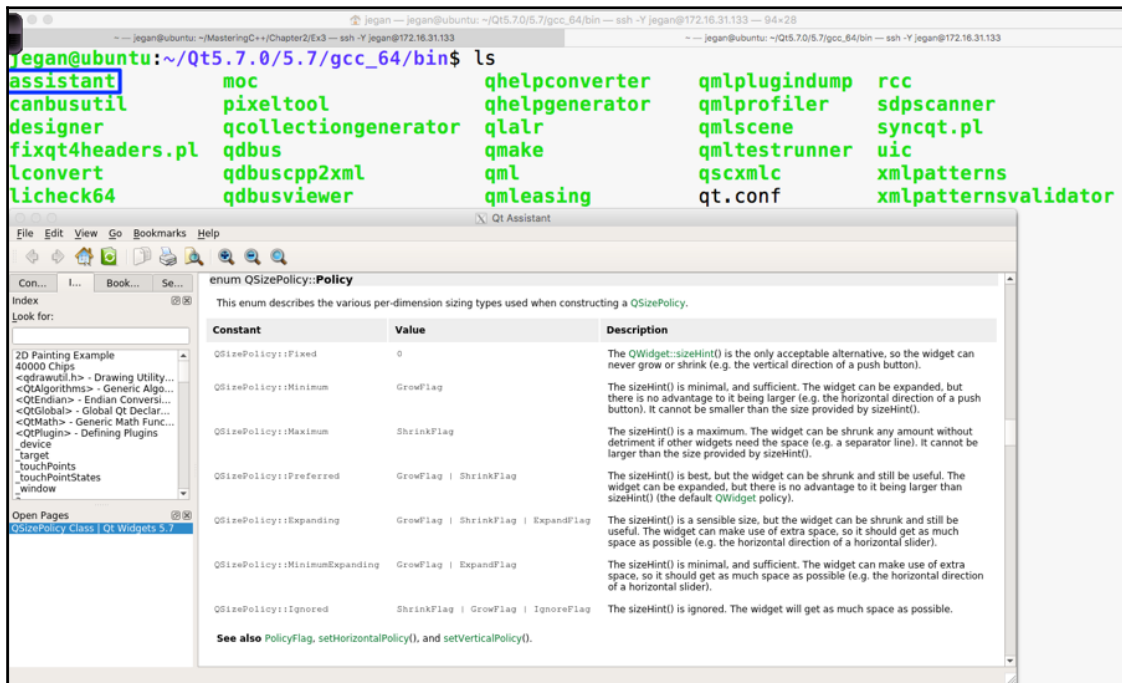 jegan — jegan@ubuntu: ~/Qt5.7.0/5.7/gcc_64/bin — ssh -Y jegan@172.16.31.133 — 94×28
~ — jegan@ubuntu: ~/MasteringC++/Chapter2/Ex3 — ssh -Y jegan@172.16.31.133
~ — jegan@ubuntu: ~/Qt5.7.0/5.7/gcc_64/bin — ssh -Y jegan@172.16.31.133
jegan@ubuntu:~/Qt5.7.0/5.7/gcc_64/bin$ ls
assistant moc qhelpconverter qmlplugindump rcc
canbusutil pixeltool qhelpgenerator qmlprofiler sdpscanner
designer qcollectiongenerator qlalr qmlscene syncqt.pl
fixqt4headers.pl qdbus qmake qmltestrunner uic
lconvert qdbuscpp2xml qml qscxmlc xmlpatterns
licheck64 qdbusviewer qmleasing qt.conf xmlpatternsvalidator
Qt Assistant
File Edit View Go Bookmarks Help
Con... I... Book... Se...
Index
Look for:
2D Painting Example
40000 Chips
<qdrawutil.h> - Drawing Utility...
<QtAlgorithms> - Generic Algo...
<QtEndian> - Endian Conversi...
<QtGlobal> - Global Qt Declar...
<QtMath> - Generic Math Func...
<QtPlugin> - Defining Plugins
_device
_target
_touchPoints
_touchPointStates
_window
Open Pages
QSizePolicy Class | Qt Widgets 5.7
enum QSizePolicy::Policy
This enum describes the various per-dimension sizing types used when constructing a QSizePolicy.
Constant Value Description
QSizePolicy::Fixed 0 The QWidget::sizeHint() is the only acceptable alternative, so the widget can
never grow or shrink (e.g. the vertical direction of a push button).
QSizePolicy::Minimum GrowFlag The sizeHint() is minimal, and sufficient. The widget can be expanded, but
there is no advantage to it being larger (e.g. the horizontal direction of a push
button). It cannot be smaller than the size provided by sizeHint().
QSizePolicy::Maximum ShrinkFlag The sizeHint() is a maximum. The widget can be shrunk any amount without
detriment if other widgets need the space (e.g. a separator line). It cannot be
larger than the size provided by sizeHint().
QSizePolicy::Preferred GrowFlag | ShrinkFlag The sizeHint() is best, but the widget can be shrunk and still be useful. The
widget can be expanded, but there is no advantage to it being larger than
sizeHint() (the default QWidget policy).
QSizePolicy::Expanding GrowFlag | ShrinkFlag | ExpandFlag The sizeHint() is a sensible size, but the widget can be shrunk and still be
useful. The widget can make use of extra space, so it should get as much
space as possible (e.g. the horizontal direction of a horizontal slider).
QSizePolicy::MinimumExpanding GrowFlag | ExpandFlag The sizeHint() is minimal, and sufficient. The widget can make use of extra
space, so it should get as much space as possible (e.g. the horizontal direction
of a horizontal slider).
QSizePolicy::Ignored ShrinkFlag | GrowFlag | IgnoreFlag The sizeHint() is ignored. The widget will get as much space as possible.
See also PolicyFlag, setHorizontalPolicy(), and setVerticalPolicy().